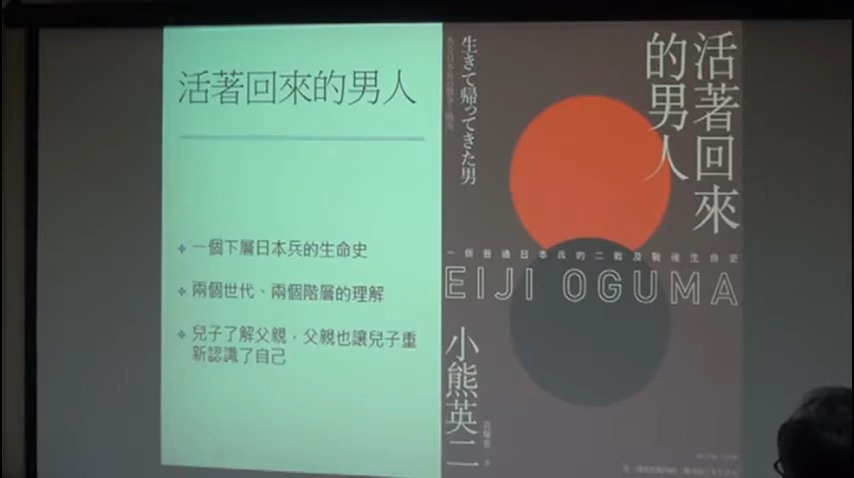 活著回來的男人
一個下層日本兵的生命史
兩個世代、兩個階層的理解
兒子了解父親，父親也讓兒子重
新認識了自己
活著回來
的男人
生きて帰ってきた男
一個普通日本兵的二戰及戰後生命史
EIJI OGUMA
小熊英二